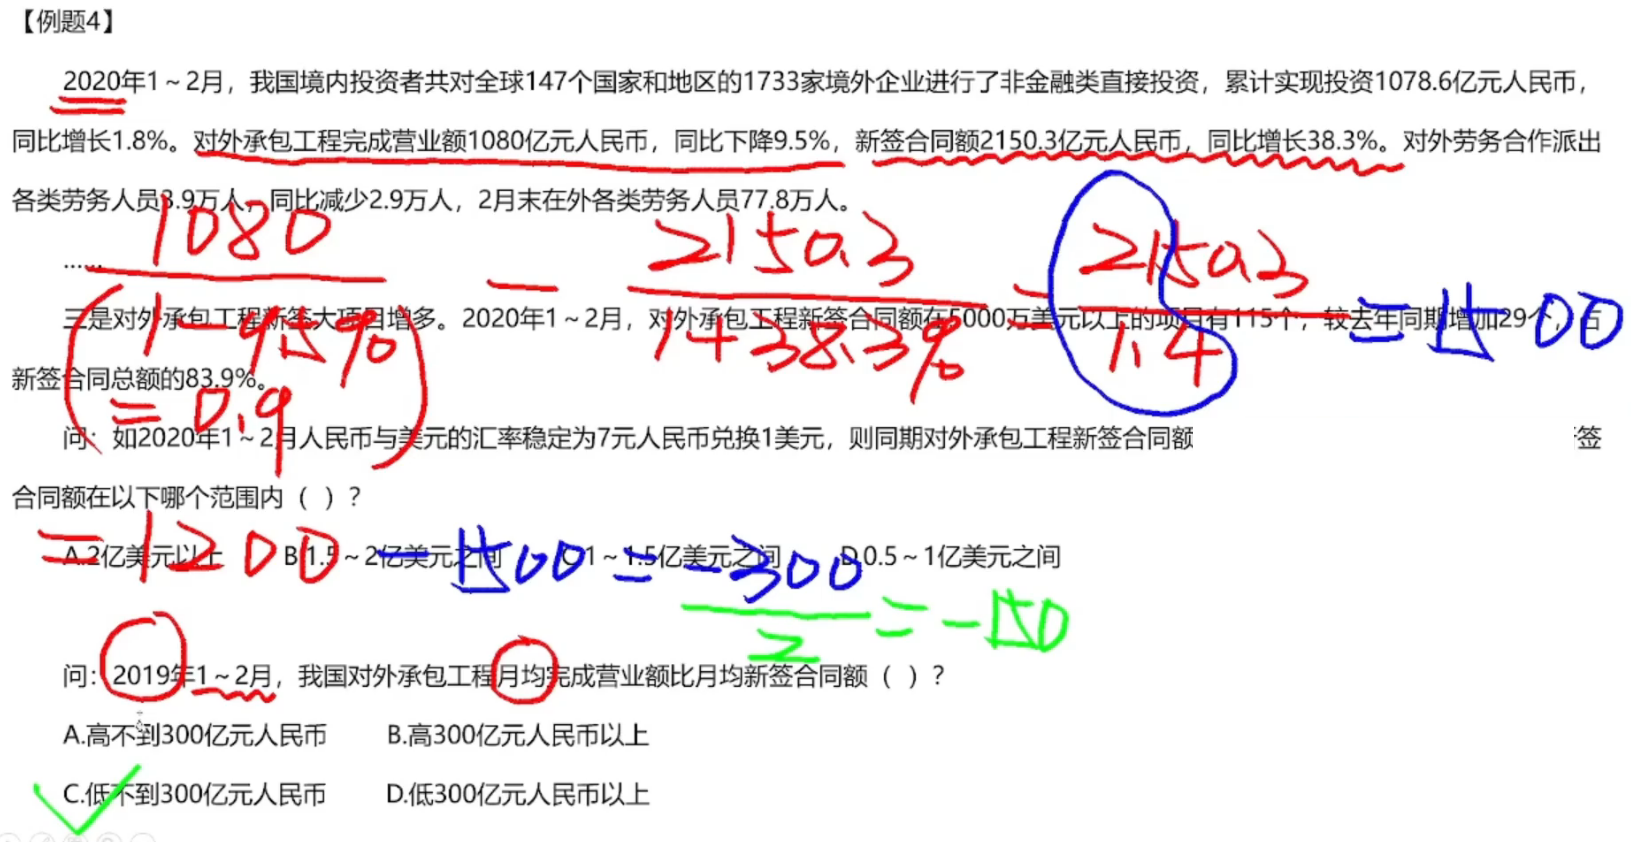 【例题4】
2020年1～2月，我国境内投资者共对全球147个国家和地区的1733家境外企业进行了非金融类直接投资，累计实现投资1078.6亿元人民币，
同比增长1.8%。对外承包工程完成营业额1080亿元人民币，同比下降9.5%，新签合同额2150.3亿元人民币，同比增长38.3%。对外劳务合作派出
各类劳务人员3.9万人，同比减少2.9万人，2月末在外各类劳务人员77.8万人。
1080 — 2150.3 = 2150.3
……
三是对外承包工程新签大项目增多。2020年1～2月，对外承包工程新签合同额在5000万美元以上的项目有115个，较去年同期增加29个，占
1-9.5% 1+38.3% 1.4 = 1500
新签合同总额的83.9%。
= 0.9
问：如2020年1～2月人民币与美元的汇率稳定为7元人民币兑换1美元，则同期对外承包工程新签合同额 签
合同额在以下哪个范围内（ ）？
= 1200 - 1500 = -300
A.2亿美元以上 B.1.5～2亿美元之间 C.1～1.5亿美元之间 D.0.5～1亿美元之间
2 = -150
问：2019年1～2月，我国对外承包工程月均完成营业额比月均新签合同额（ ）？
A.高不到300亿元人民币 B.高300亿元人民币以上
C.低不到300亿元人民币 D.低300亿元人民币以上